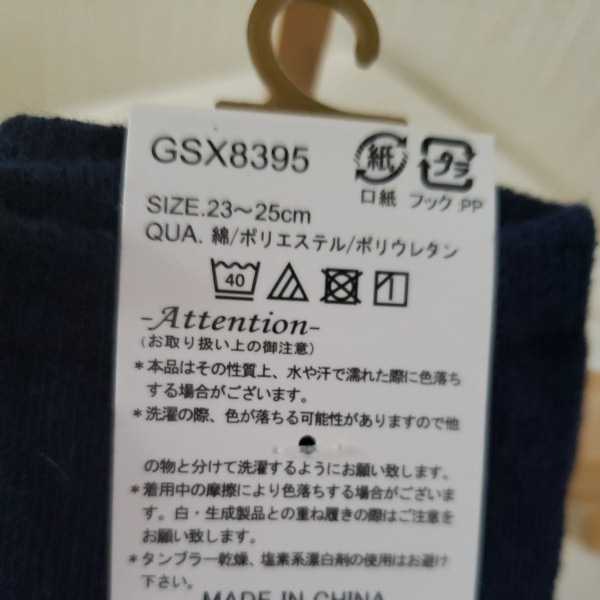 GSX8395
紙
プラ
口紙 フック:PP
SIZE.23～25cm
QUA. 綿/ポリエステル/ポリウレタン
40
1
-Attention-
(お取り扱い上の御注意)
*本品はその性質上、水や汗で濡れた際に色落ち
する場合がございます。
*洗濯の際、色が落ちる可能性がありますので他
の物と分けて洗濯するようにお願い致します。
*着用中の摩擦により色落ちする場合がございま
す。白・生成製品との重ね履きの際はご注意を
お願い致します。
*タンブラー乾燥、塩素系漂白剤の使用はお避け
下さい。
MADE IN CHINA